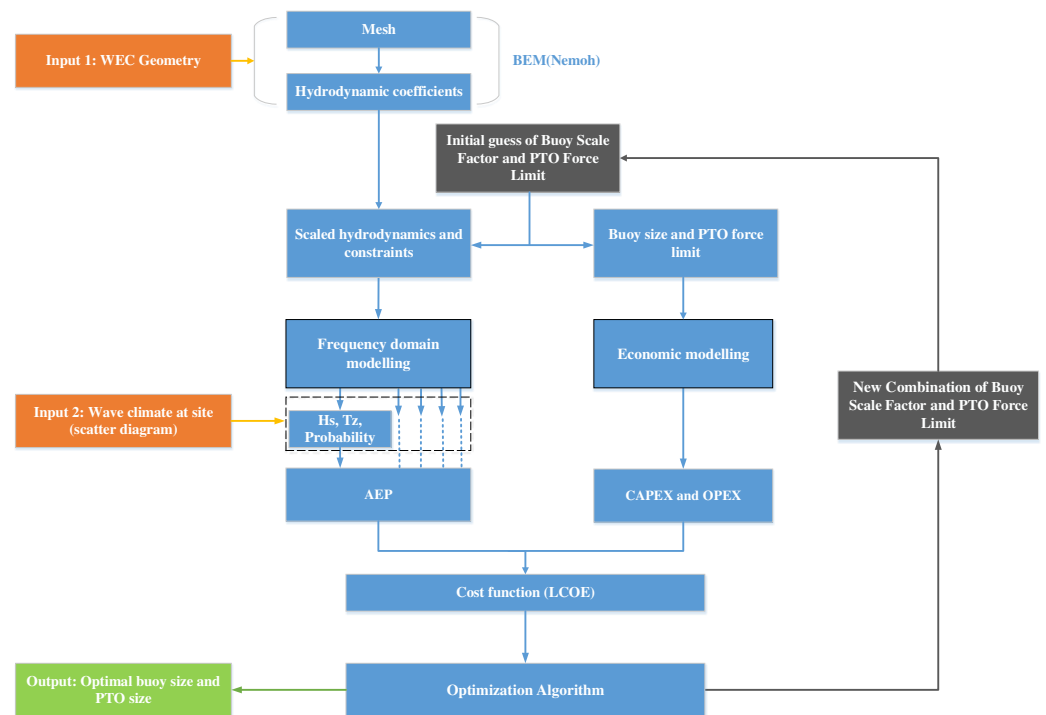 Mesh
Input 1: WEC Geometry
BEM(Nemoh)
Hydrodynamic coefficients
Initial guess of Buoy Scale
Factor and PTO Force
Limit
Scaled hydrodynamics and
constraints
Buoy size and PTO force
limit
Frequency domain
modelling
Economic modelling
New Combination of Buoy
Scale Factor and PTO Force
Limit
Input 2: Wave climate at site
(scatter diagram)
Hs, Tz,
Probability
AEP
CAPEX and OPEX
Cost function (LCOE)
Output: Optimal buoy size and
PTO size
Optimization Algorithm